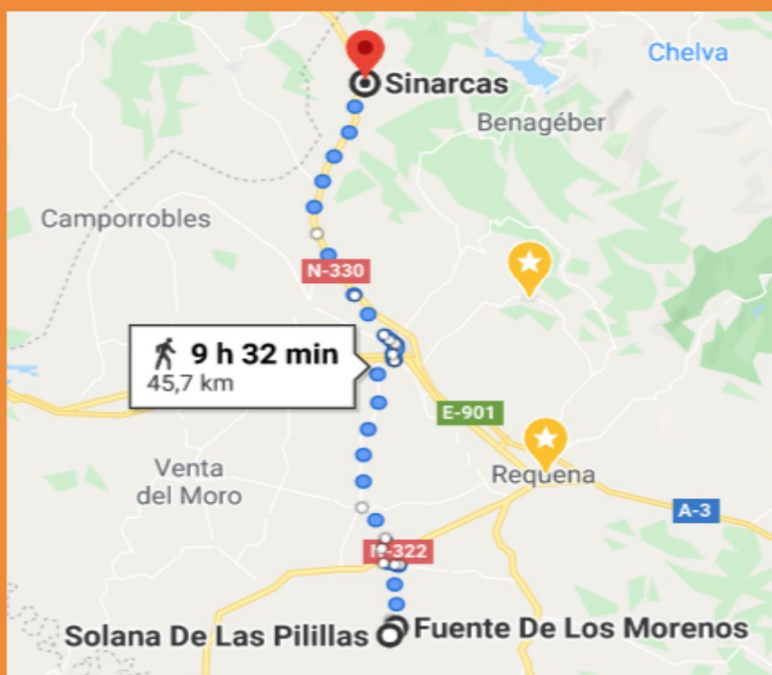 Chelva
Sinarcas
Benagéber
Camporrobles
N-330
9 h 32 min
45,7 km
E-901
Venta
del Moro
Requena
A-3
N-322
Solana De Las Pilillas
Fuente De Los Morenos